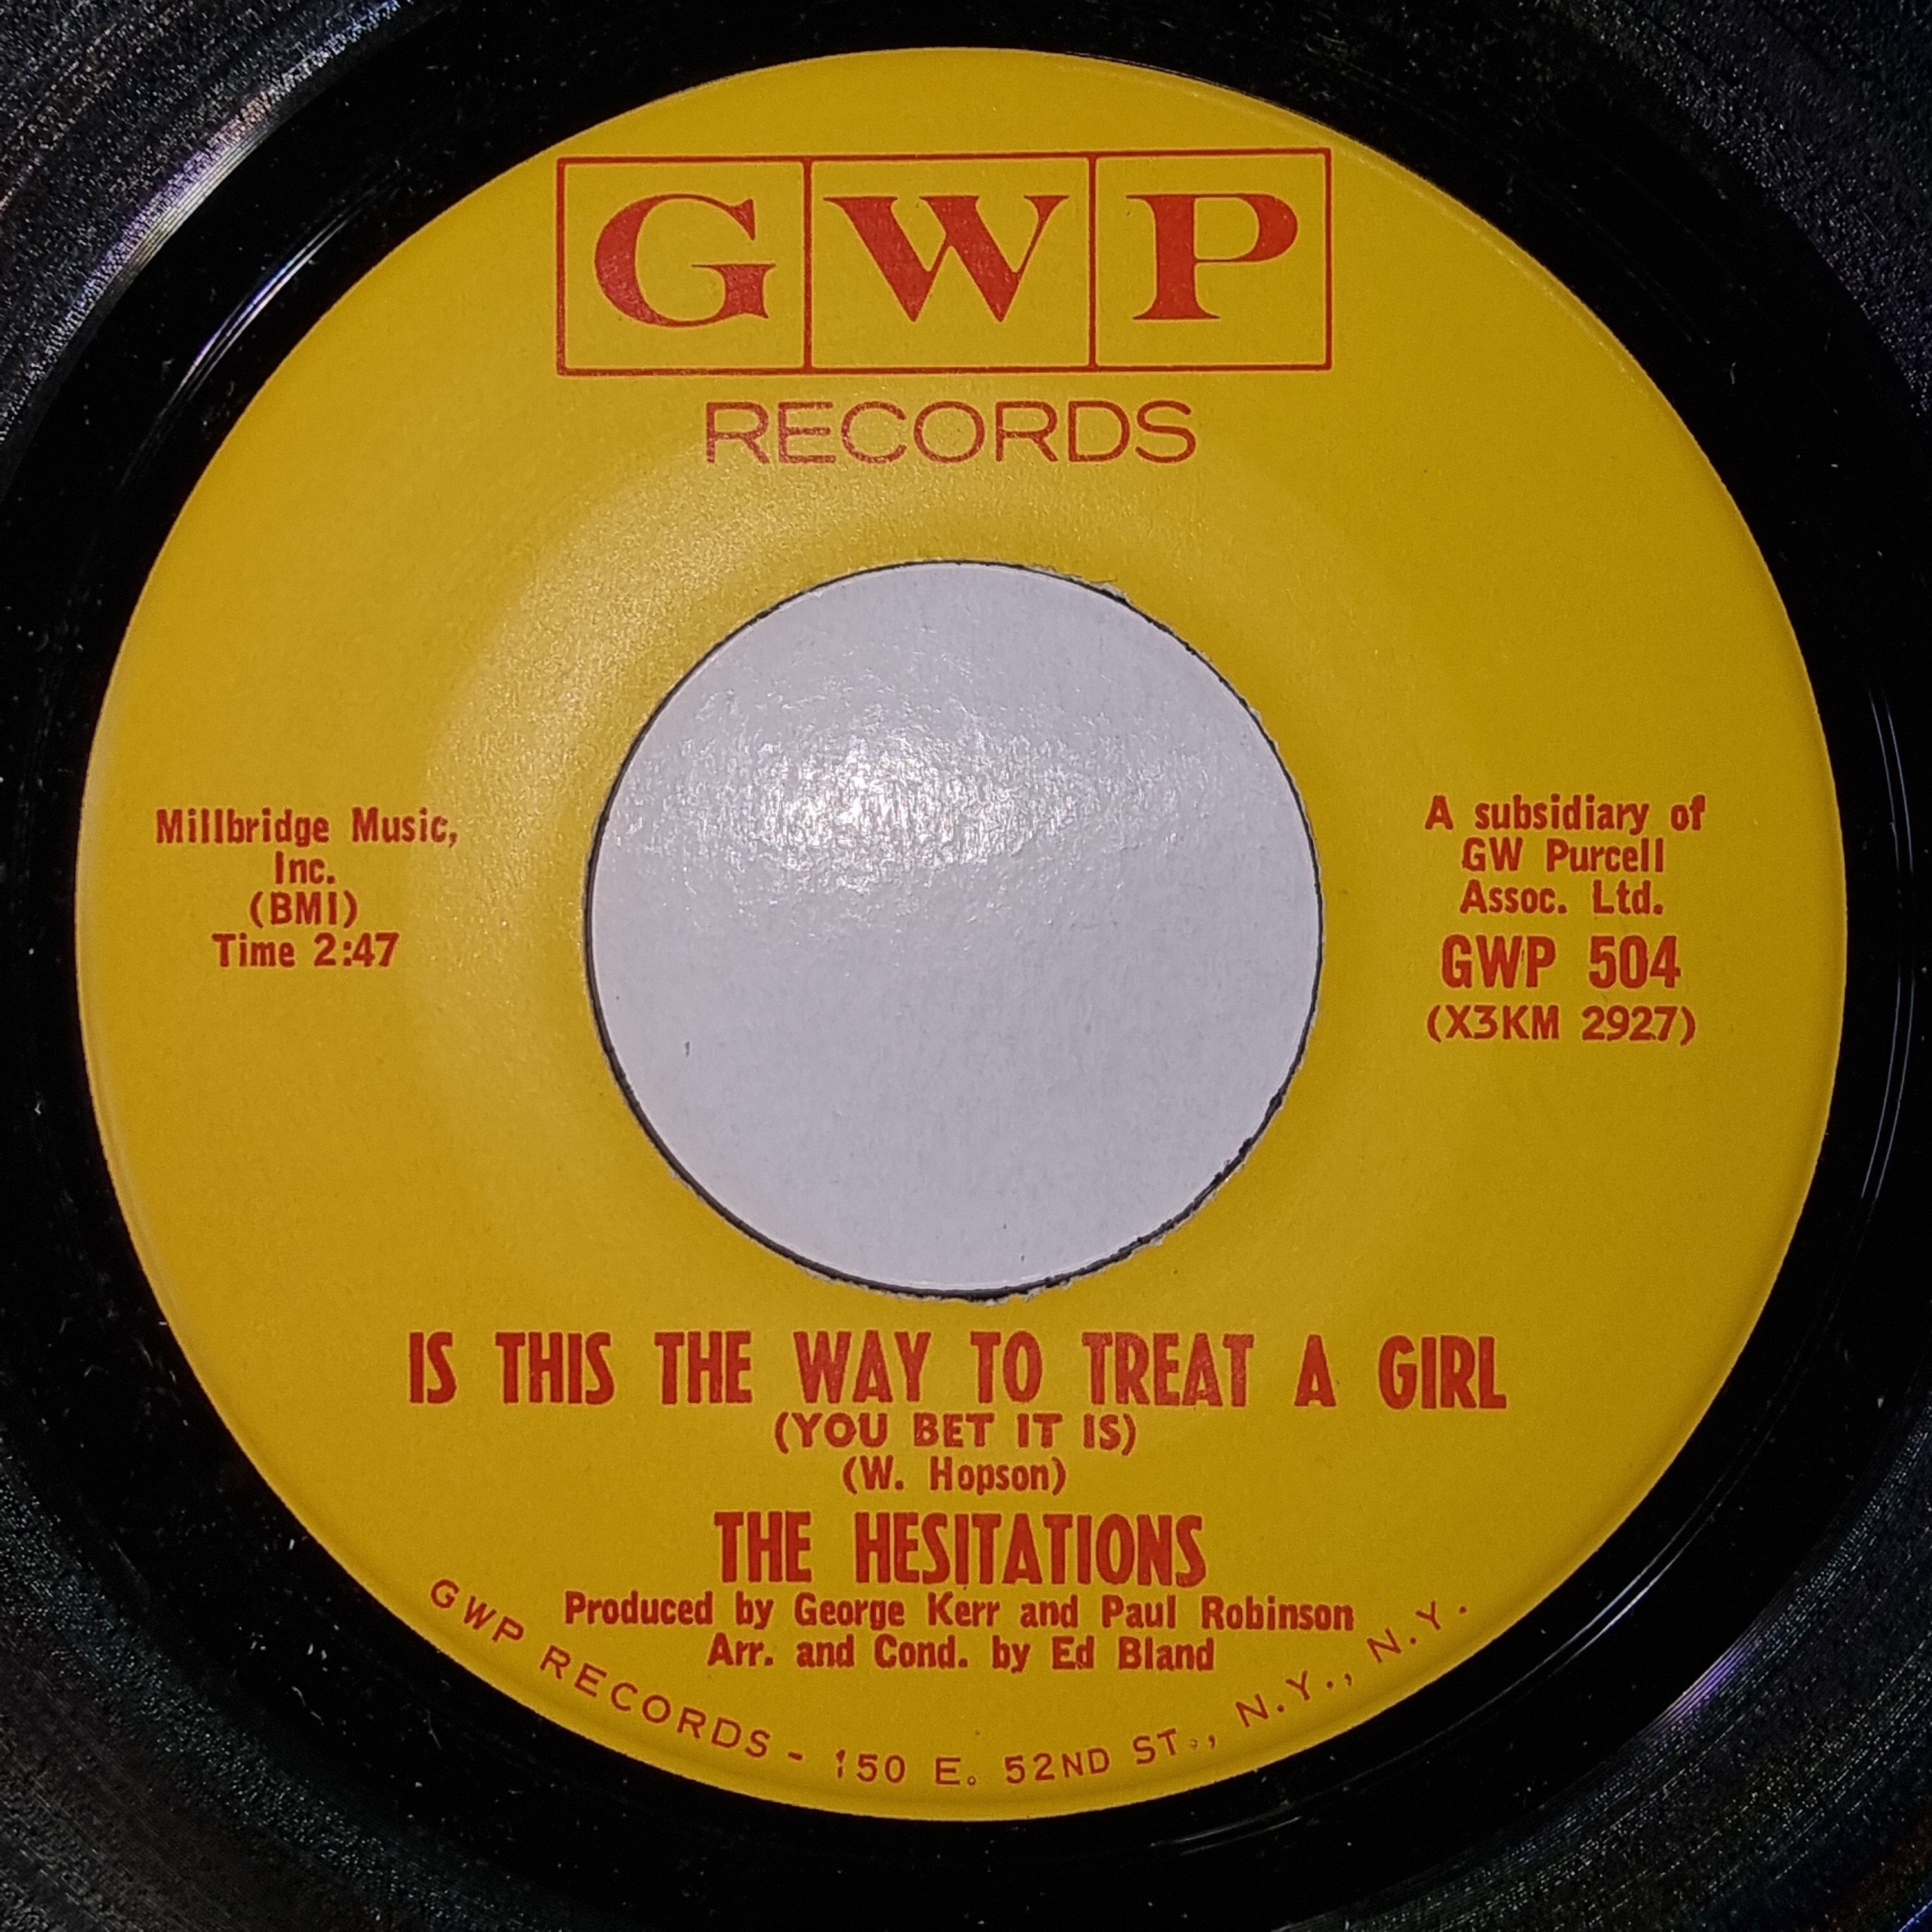 GWP
RECORDS
Millbridge Music,
Inc.
(BMI)
Time 2:47
A subsidiary of
GW Purcell
Assoc. Ltd.
GWP 504
(X3KM 2927)
IS THIS THE WAY TO TREAT A GIRL
(YOU BET IT IS)
(W. Hopson)
THE HESITATIONS
Produced by George Kerr and Paul Robinson
Arr. and Cond. by Ed Bland
GWP RECORDS - 150 E. 52ND ST., N.Y., N.Y.